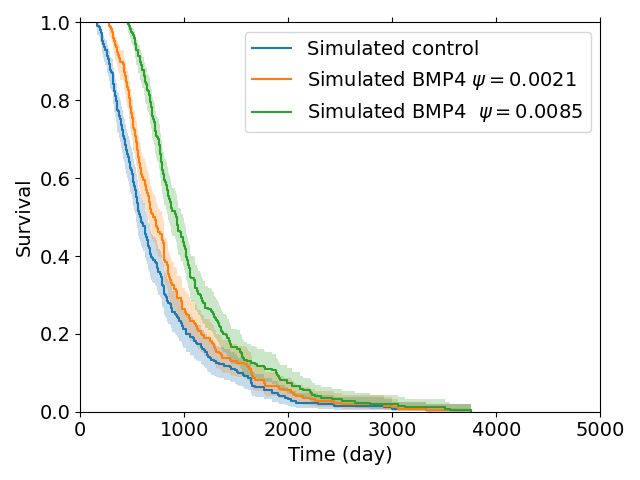 1.0
0.8
0.6
0.4
0.2
0.0
Survival
Simulated control
Simulated BMP4 ψ = 0.0021
Simulated BMP4  ψ = 0.0085
0 1000 2000 3000 4000 5000
Time (day)